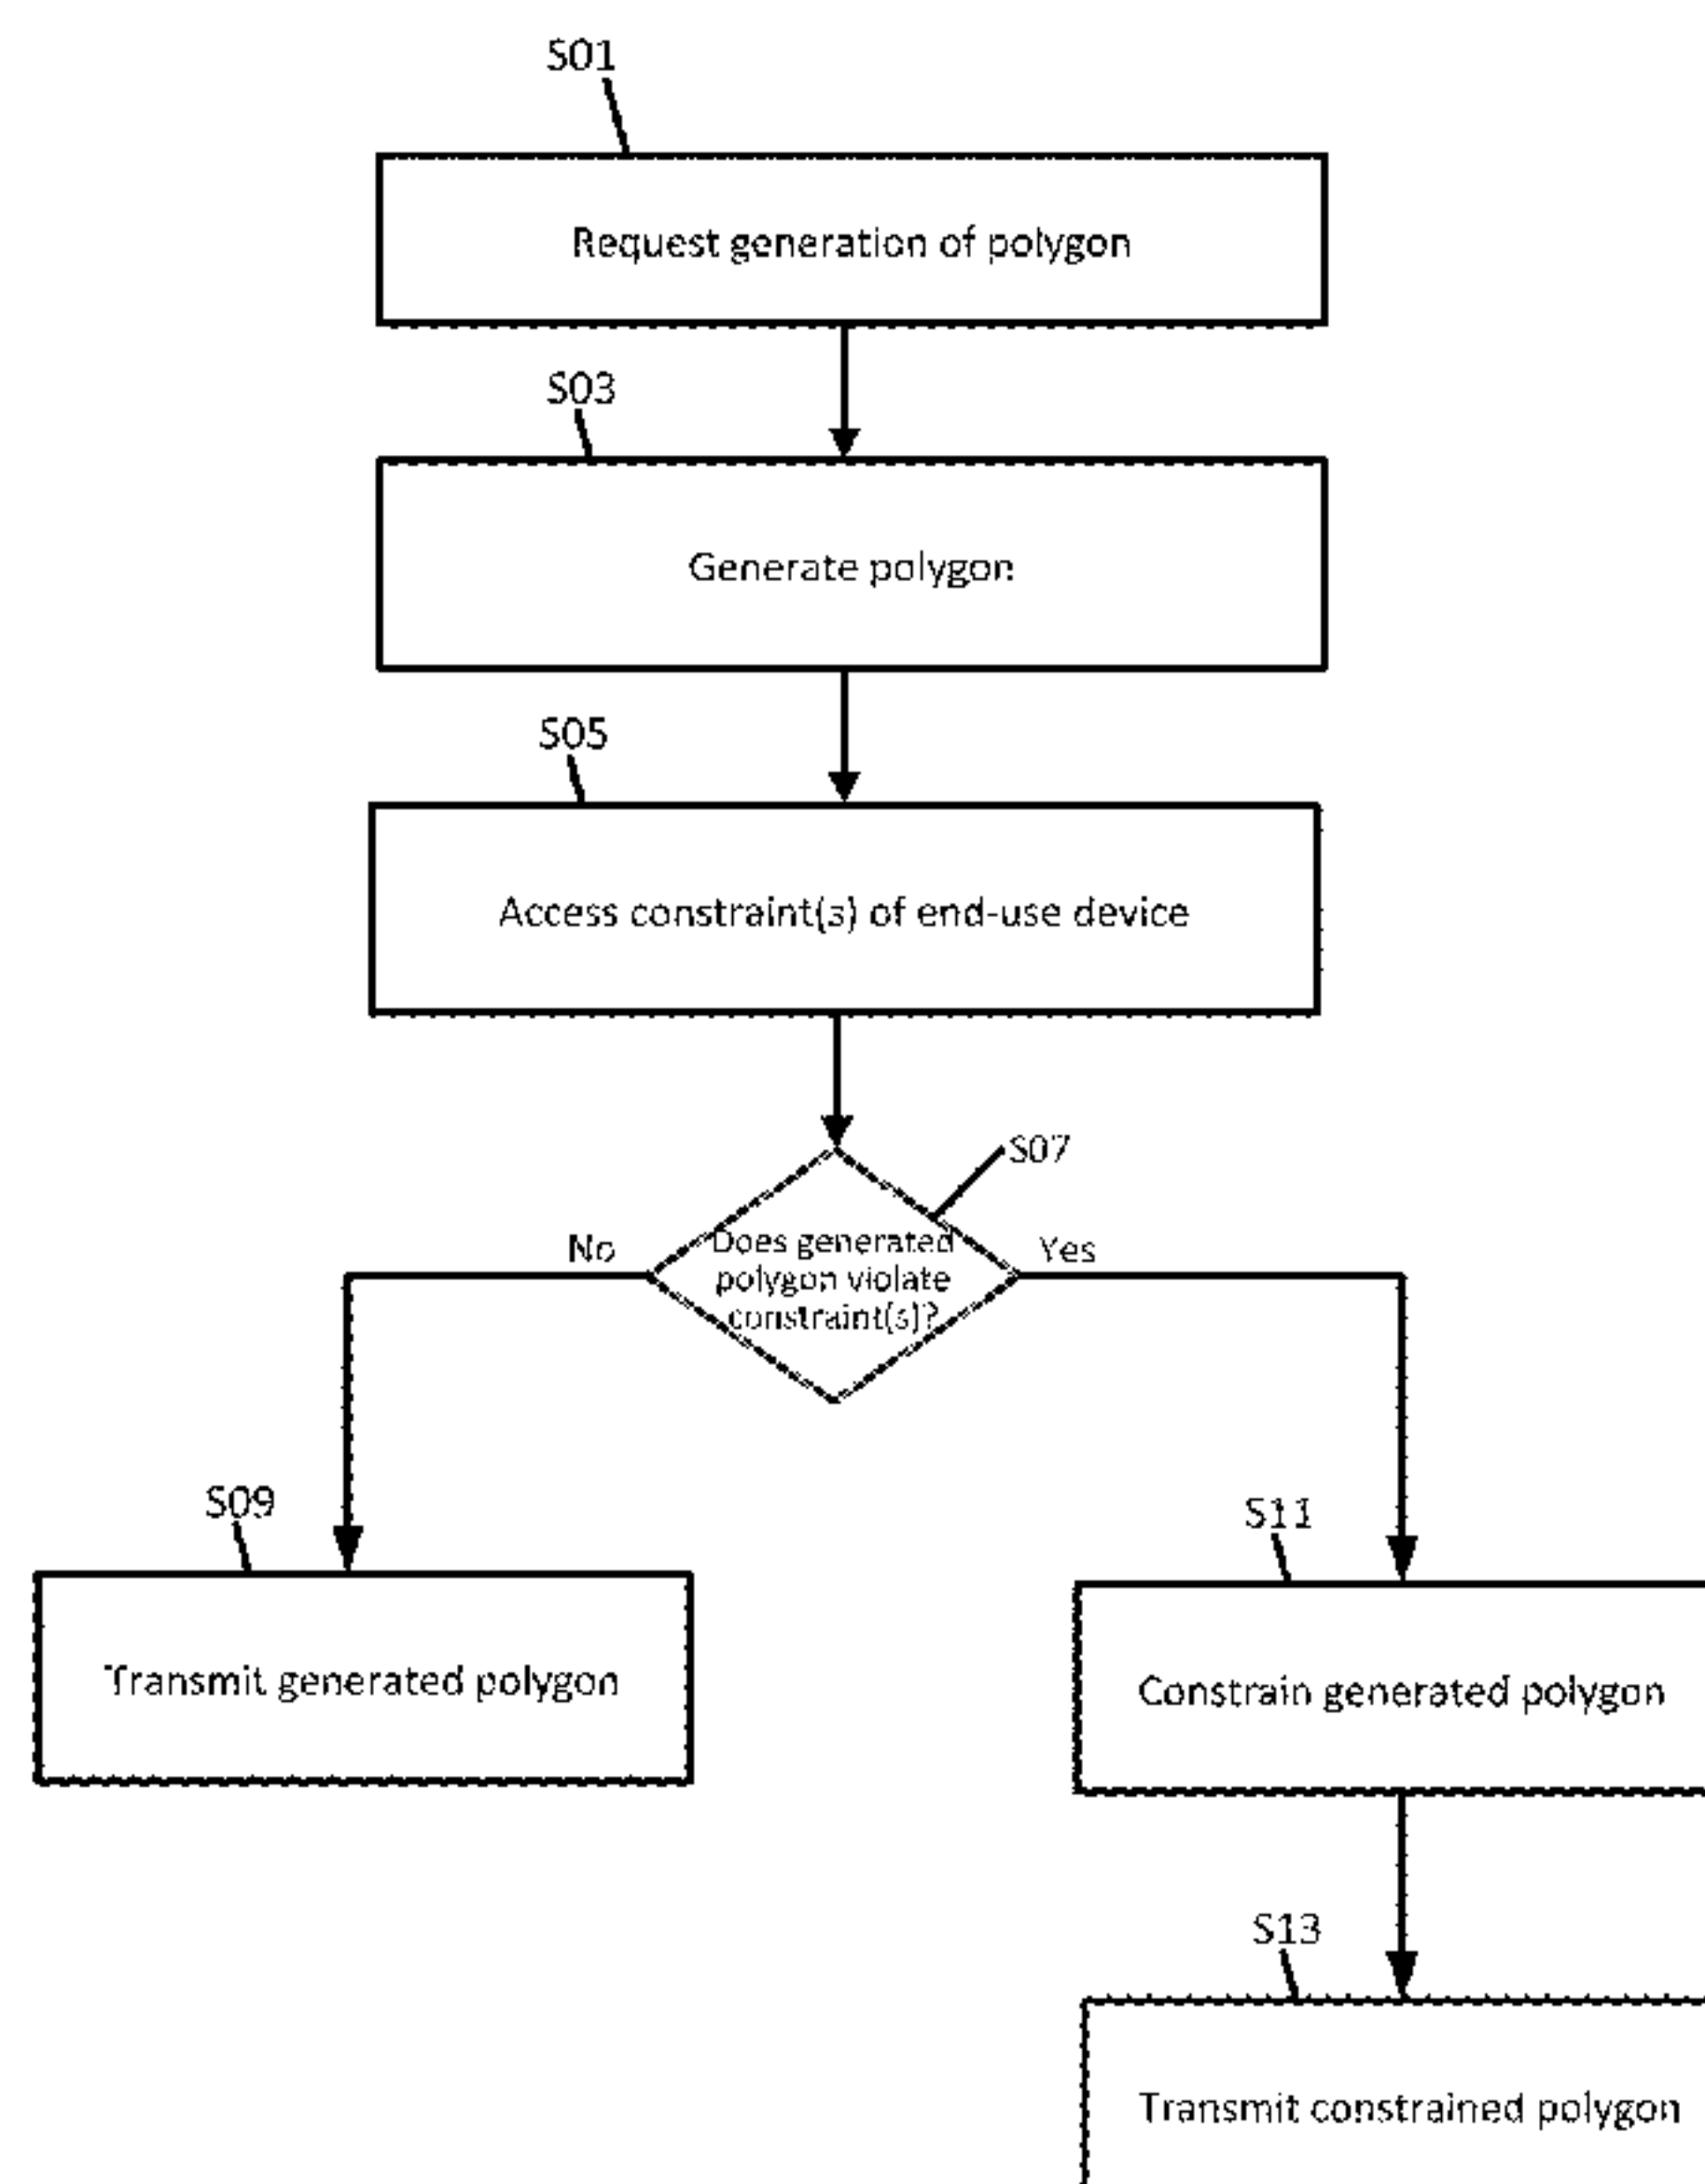 S01
Request generation of polygon
S03
Generate polygon
S05
Access constraint(s) of end-use device
S07
No
Does generated
polygon violate
constraint(s)?
Yes
S09
Transmit generated polygon
S11
Constrain generated polygon
S13
Transmit constrained polygon